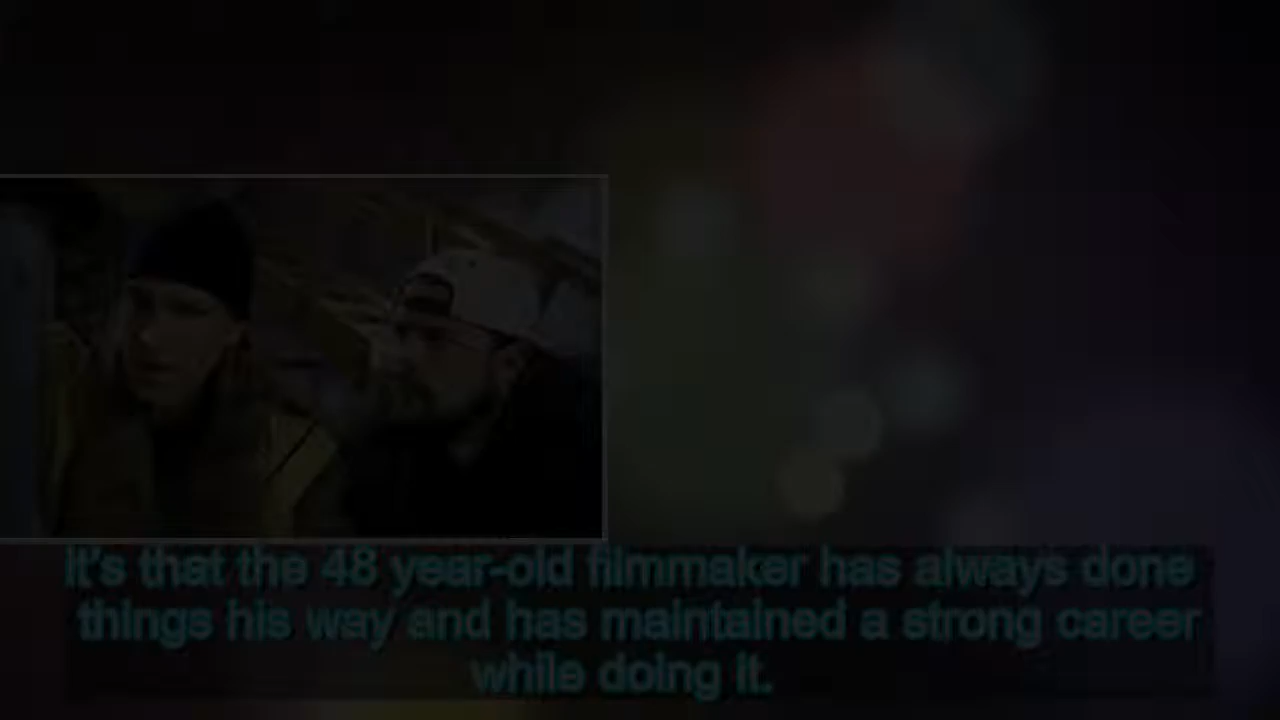 It's that the 48 year-old filmmaker has always done
things his way and has maintained a strong career
while doing it.